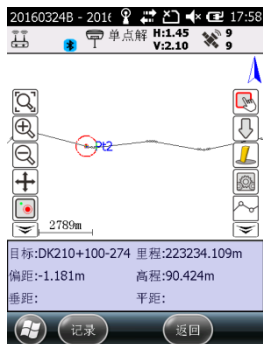 20160324B - 2016 17:58
单点解 H:1.45 9
V:2.10 9
Pt2
2789m
目标:DK210+100-274 里程:223234.109m
偏距:-1.181m 高程:90.424m
垂距: 平距:
记录 返回